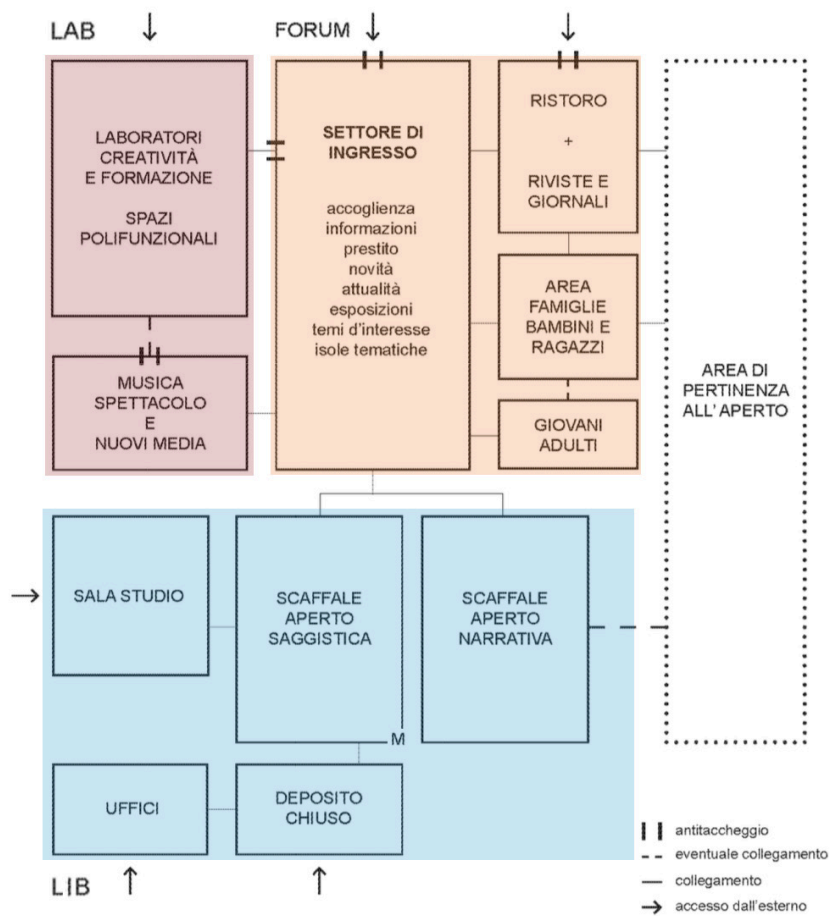 LAB
FORUM
LABORATORI
CREATIVITÀ
E FORMAZIONE
SPAZI
POLIFUNZIONALI
MUSICA
SPETTACOLO
E
NUOVI MEDIA
SETTORE DI
INGRESSO
accoglienza
informazioni
prestito
novità
attualità
esposizioni
temi d'interesse
isole tematiche
RISTORO
+
RIVISTE E
GIORNALI
AREA
FAMIGLIE
BAMBINI E
RAGAZZI
GIOVANI
ADULTI
AREA DI
PERTINENZA
ALL'APERTO
SALA STUDIO
SCAFFALE
APERTO
SAGGISTICA
M
SCAFFALE
APERTO
NARRATIVA
UFFICI
DEPOSITO
CHIUSO
LIB
antitaccheggio
eventuale collegamento
collegamento
accesso dall'esterno